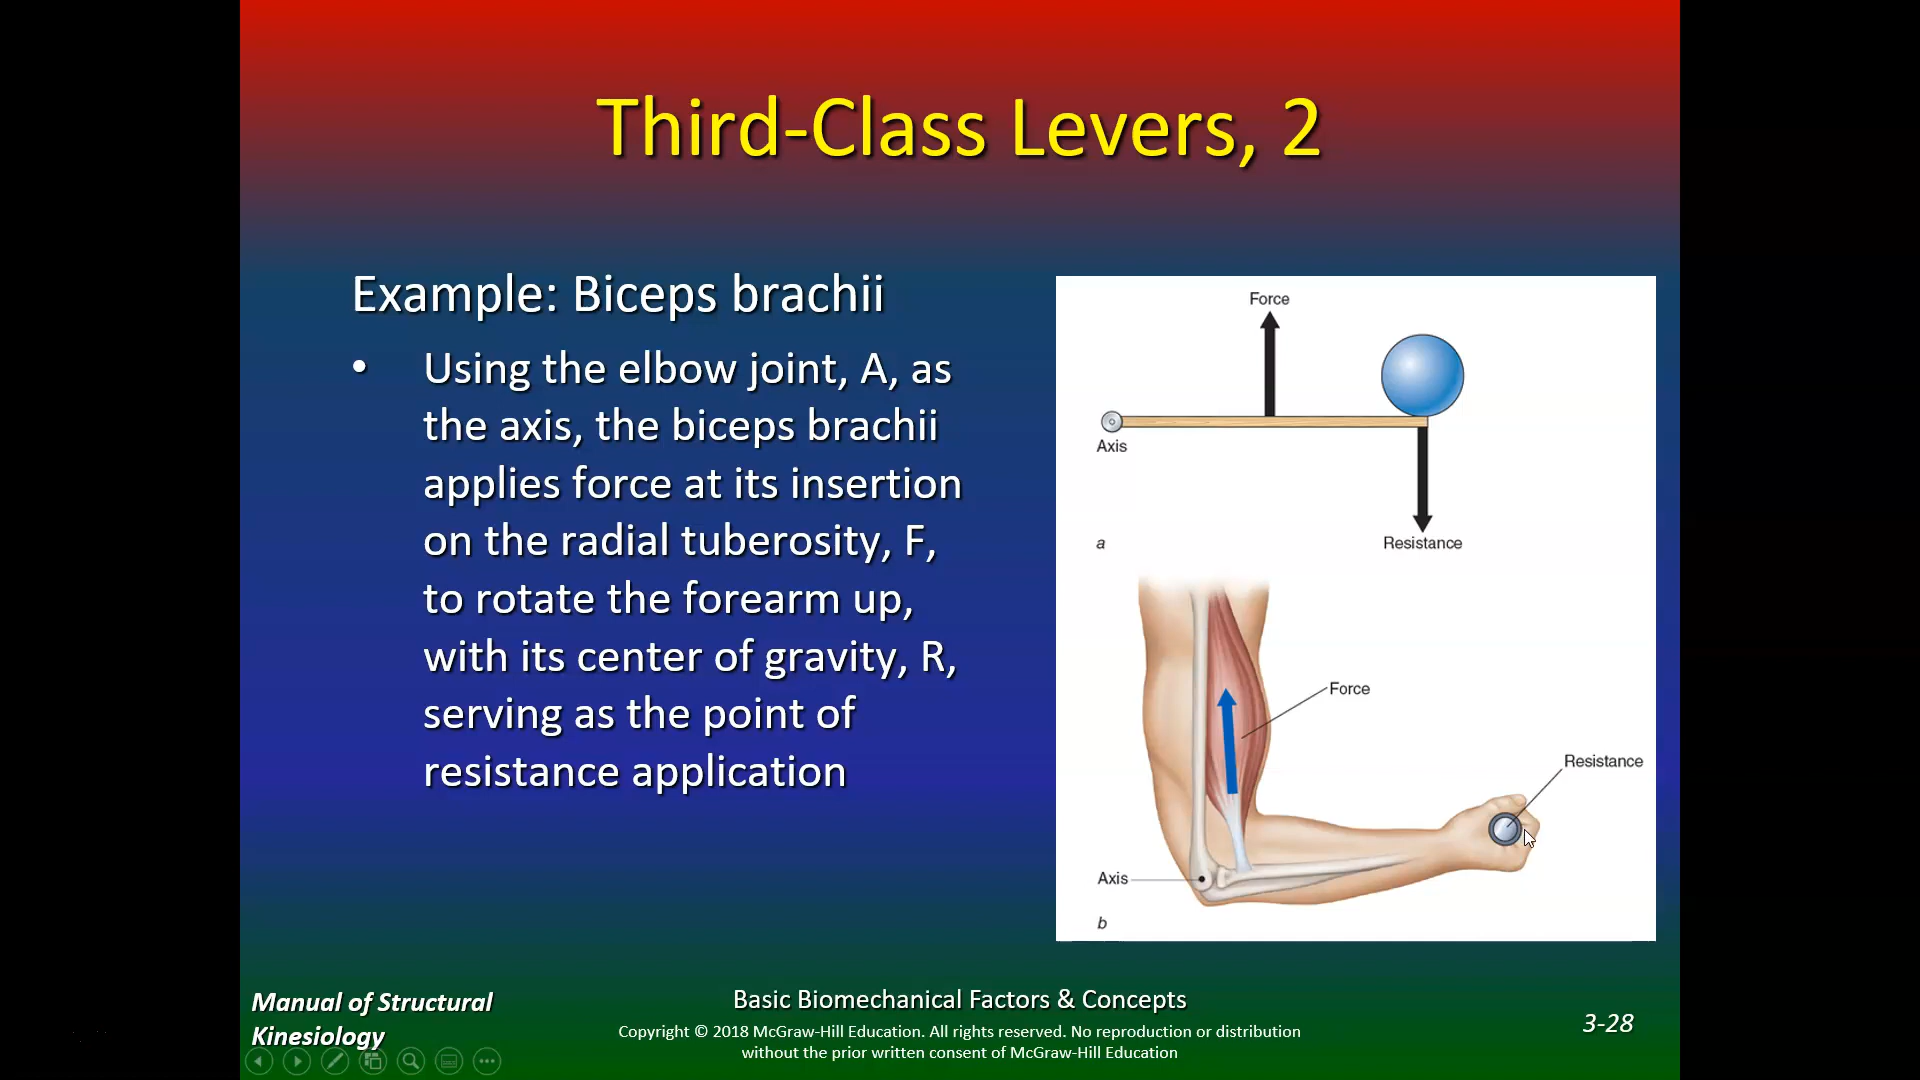 Third-Class Levers, 2
Example: Biceps brachii
• Using the elbow joint, A, as
the axis, the biceps brachii
applies force at its insertion
on the radial tuberosity, F,
to rotate the forearm up,
with its center of gravity, R,
serving as the point of
resistance application
Force
Axis
Resistance
a
Force
Resistance
Axis
b
Manual of Structural
Kinesiology
Basic Biomechanical Factors & Concepts
Copyright © 2018 McGraw-Hill Education. All rights reserved. No reproduction or distribution
without the prior written consent of McGraw-Hill Education
3-28